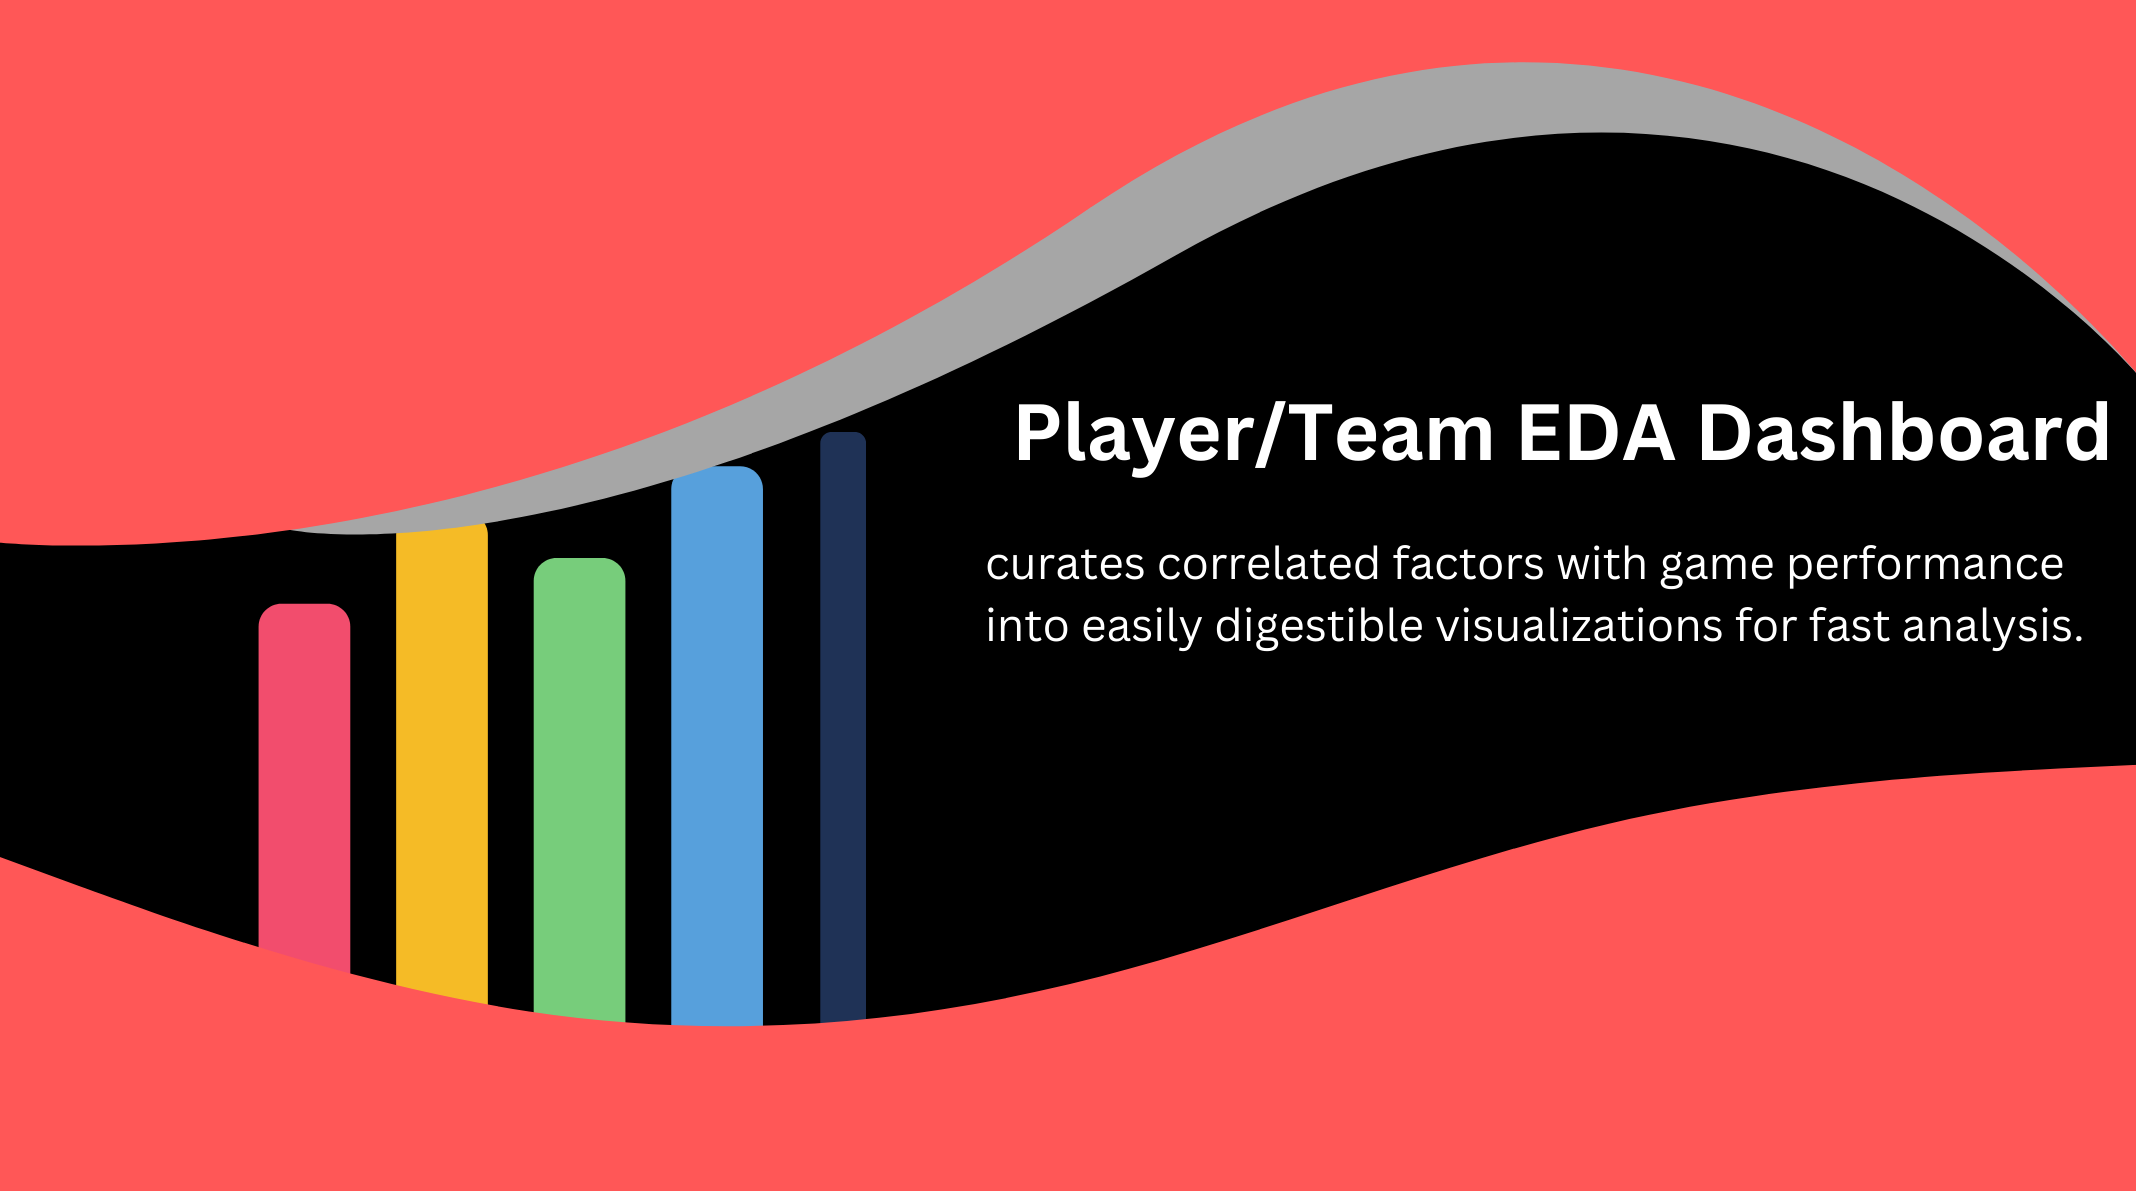 Player/Team EDA Dashboard
curates correlated factors with game performance
into easily digestible visualizations for fast analysis.